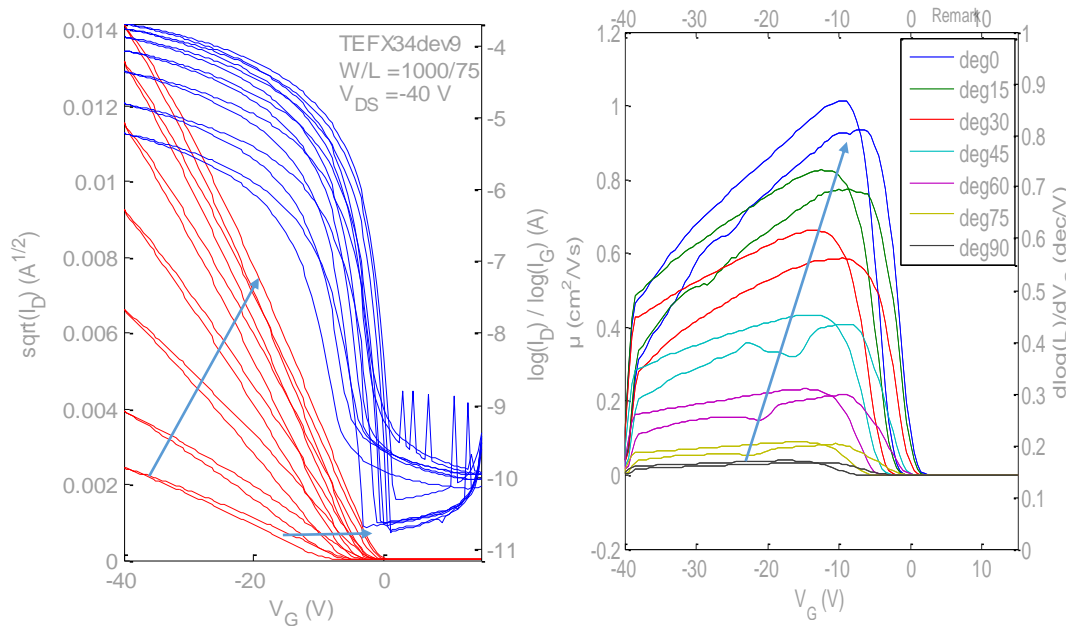 TEFX34dev9
W/L =1000/75
V_DS =-40 V
0.014
0.012
0.01
0.008
0.006
0.004
0.002
0
sqrt(I_D) (A^1/2)
-40
-20
0
V_G (V)
-4
-5
-6
-7
-8
-9
-10
-11
log(I_D) / log(I_G) (A)
-40
-30
-20
-10
0
Remark
0
1.2
1
0.8
0.6
0.4
0.2
0
-0.2
μ (cm²/Vs)
deg0
deg15
deg30
deg45
deg60
deg75
deg90
-40
-30
-20
-10
0
10
V_G (V)
1
0.9
0.8
0.7
0.6
0.5
0.4
0.3
0.2
0.1
0
(dec/V)